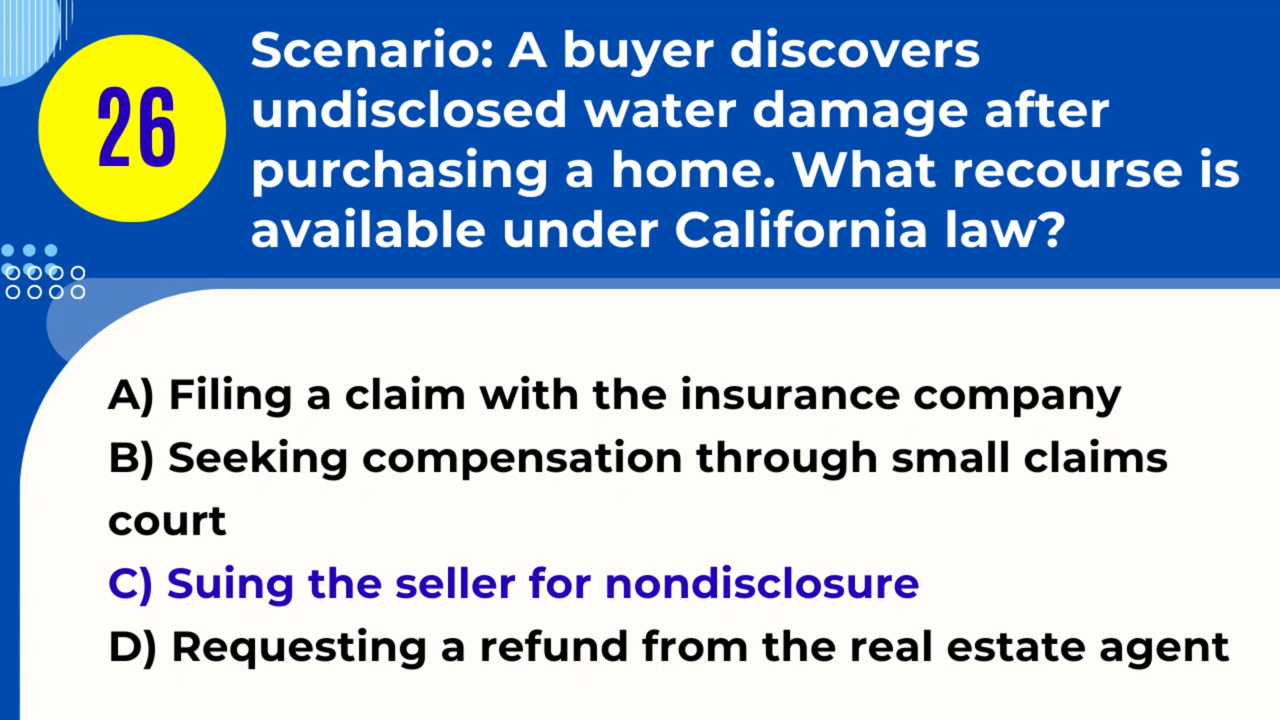 26
Scenario: A buyer discovers
undisclosed water damage after
purchasing a home. What recourse is
available under California law?
A) Filing a claim with the insurance company
B) Seeking compensation through small claims
court
C) Suing the seller for nondisclosure
D) Requesting a refund from the real estate agent